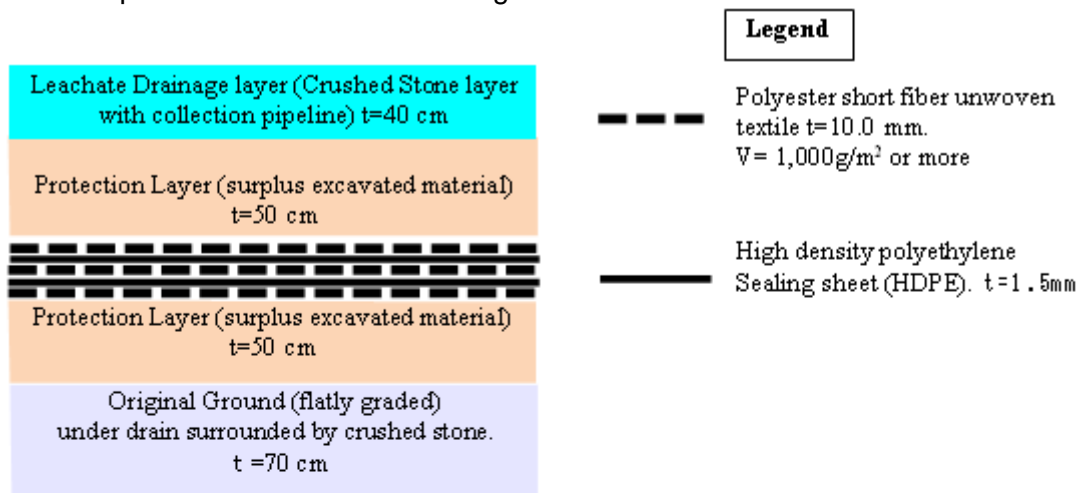 Leachate Drainage layer (Crushed Stone layer
with collection pipeline) t=40 cm
Protection Layer (surplus excavated material)
t=50 cm
Protection Layer (surplus excavated material)
t=50 cm
Original Ground (flatly graded)
under drain surrounded by crushed stone.
t =70 cm
Legend
Polyester short fiber unwoven
textile t=10.0 mm.
V= 1,000g/m² or more
High density polyethylene
Sealing sheet (HDPE). t=1.5mm